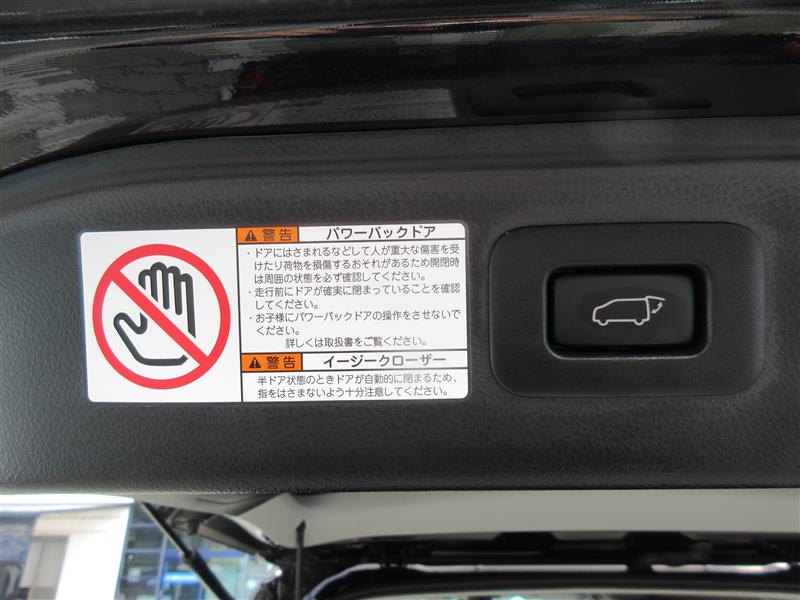 警告 パワーバックドア
・ドアにはさまれるなどして人が重大な傷害を受
けたり荷物を損傷するおそれがあるため開閉時
は周囲の状態を必ず確認してください。
・走行前にドアが確実に閉まっていることを確認
してください。
・お子様にパワーバックドアの操作をさせないで
ください。
詳しくは取扱書をご覧ください。
警告 イージークローザー
半ドア状態のときドアが自動的に閉まるため、
指をはさまないよう十分注意してください。